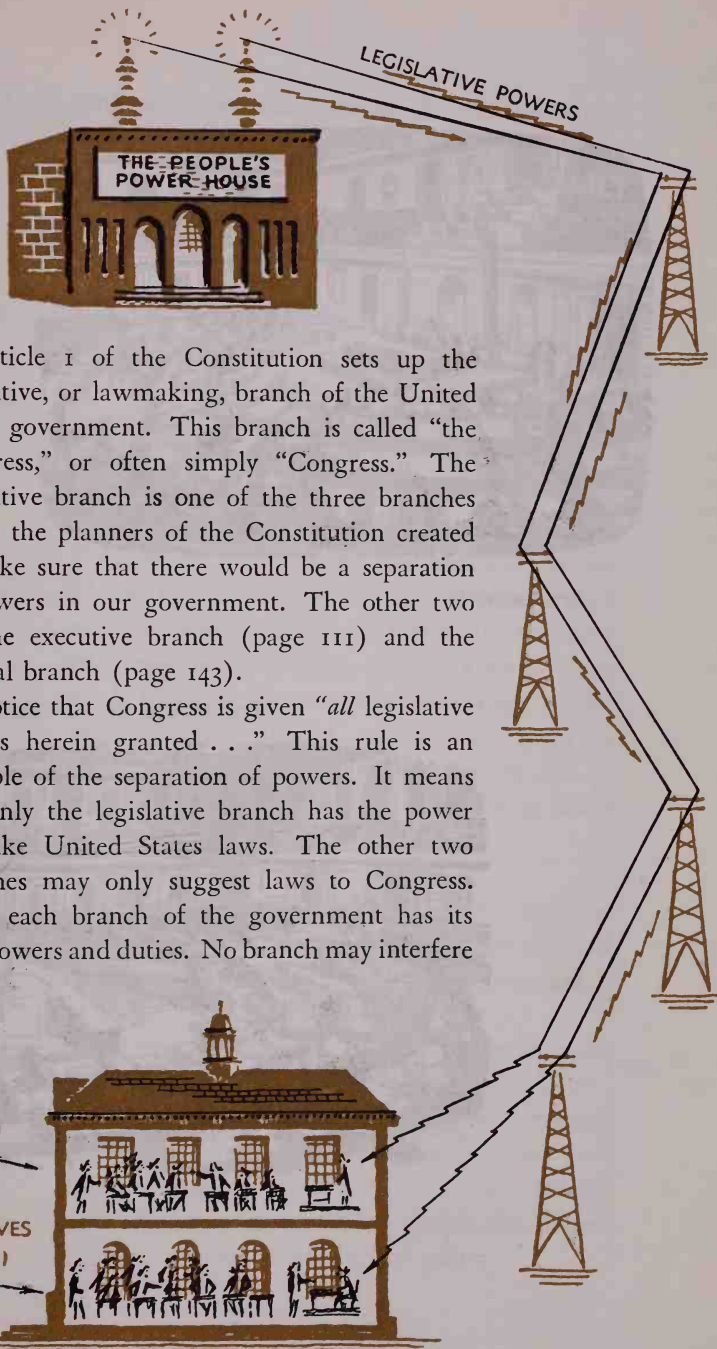 LEGISLATIVE POWERS
THE PEOPLE'S
POWER HOUSE
ticle 1 of the Constitution sets up the
tive, or lawmaking, branch of the United
government. This branch is called “the
ress,” or often simply “Congress.” The
tive branch is one of the three branches
the planners of the Constitution created
ke sure that there would be a separation
wers in our government. The other two
he executive branch (page 111) and the
al branch (page 143).
otice that Congress is given “all legislative
s herein granted . . .” This rule is an
ple of the separation of powers. It means
nly the legislative branch has the power
ke United States laws. The other two
nes may only suggest laws to Congress.
each branch of the government has its
owers and duties. No branch may interfere
VES
)